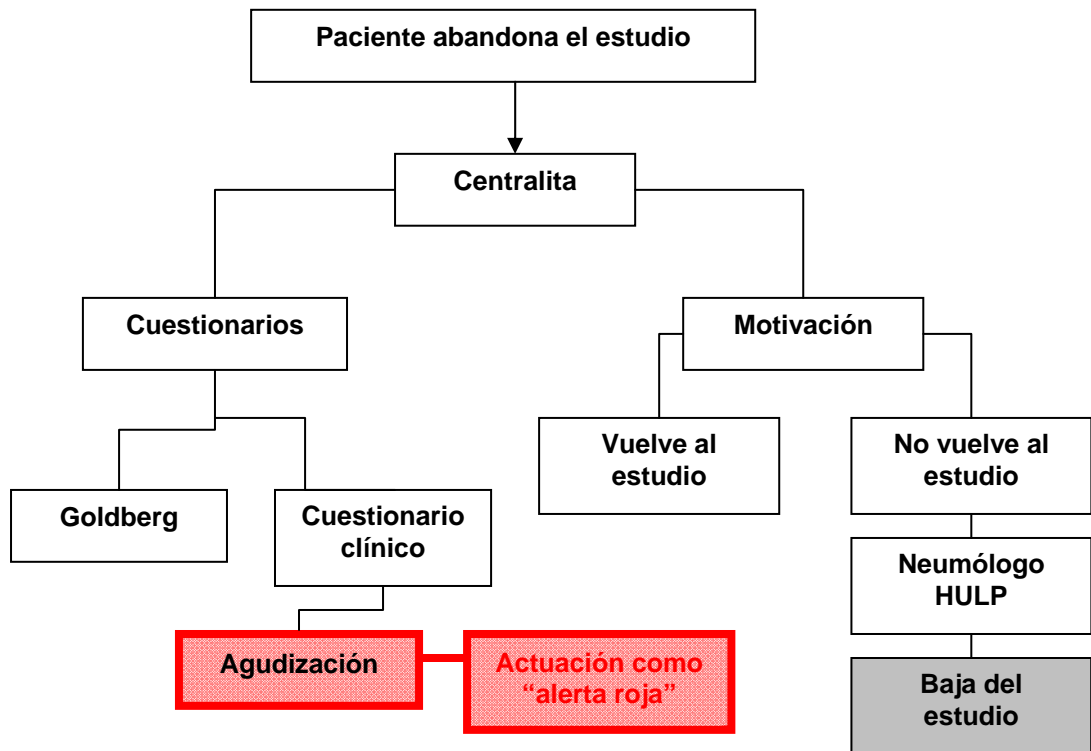 Paciente abandona el estudio
Centralita
Cuestionarios
Motivación
Vuelve al
estudio
No vuelve al
estudio
Goldberg
Cuestionario
clínico
Neumólogo
HULP
Agudización
Actuación como
“alerta roja”
Baja del
estudio